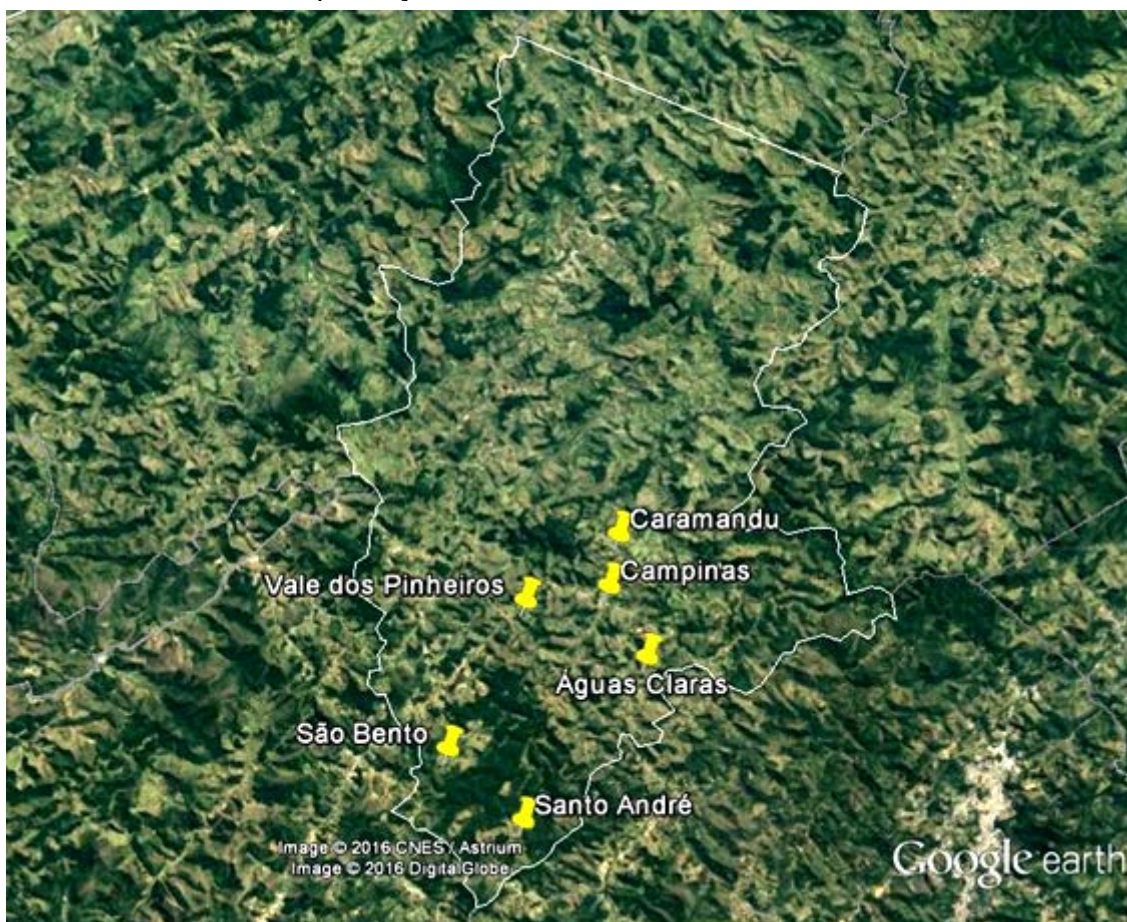 Caramandu
Campinas
Vale dos Pinheiros
Águas Claras
São Bento
Santo André
Image © 2016 CNES / Astrium
Image © 2016 DigitalGlobe
Google earth